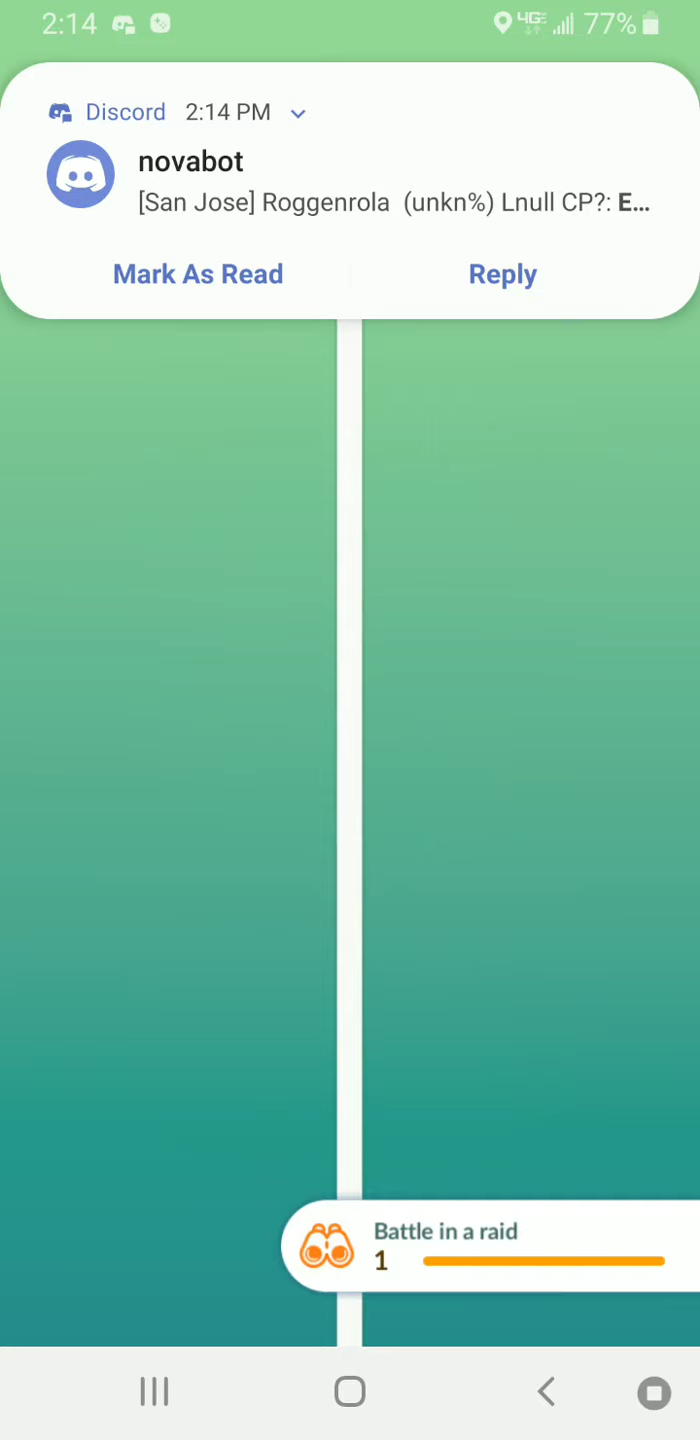 2:14 4GE 77%
Discord 2:14 PM
novabot
[San Jose] Roggenrola (unkn%) Lnull CP?: E...
Mark As Read Reply
Battle in a raid
1